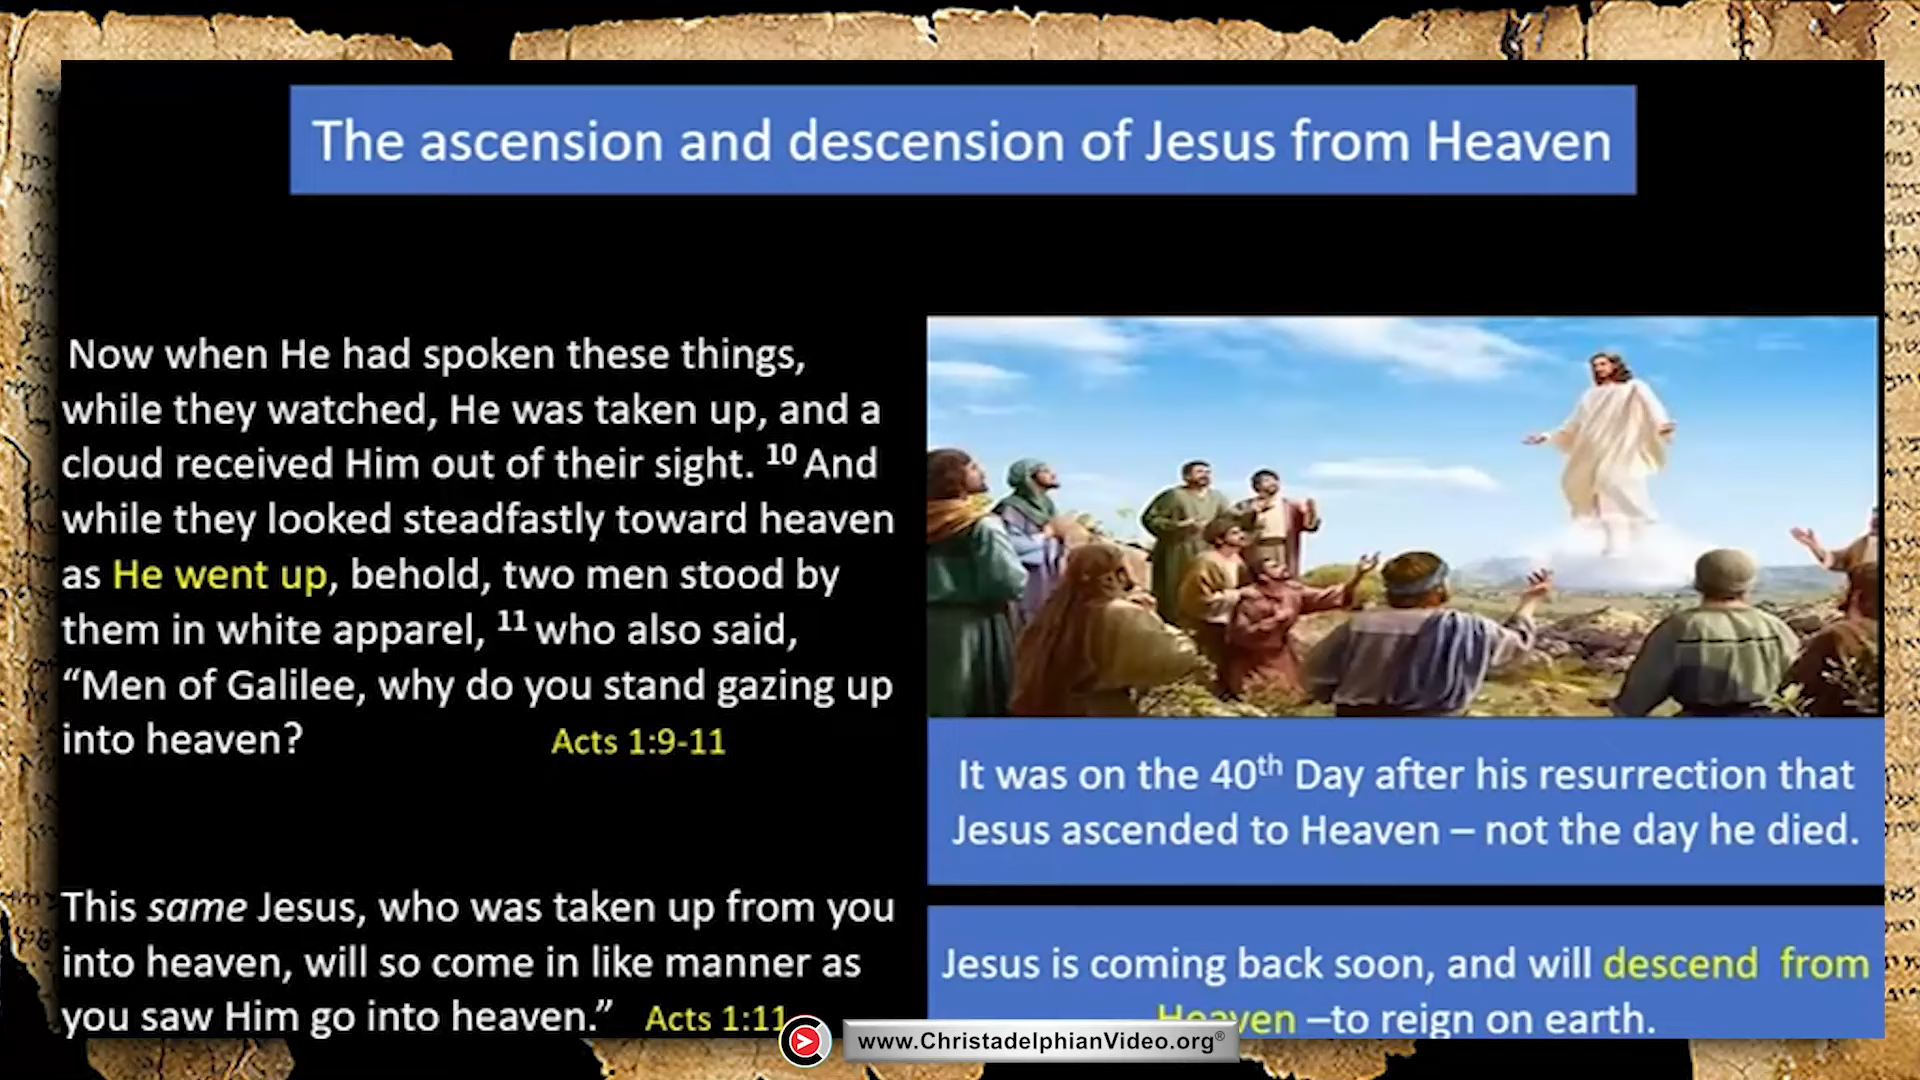 The ascension and descension of Jesus from Heaven
Now when He had spoken these things,
while they watched, He was taken up, and a
cloud received Him out of their sight. 10 And
while they looked steadfastly toward heaven
as He went up, behold, two men stood by
them in white apparel, 11 who also said,
“Men of Galilee, why do you stand gazing up
into heaven? Acts 1:9-11
This same Jesus, who was taken up from you
into heaven, will so come in like manner as
you saw Him go into heaven.” Acts 1:11
It was on the 40th Day after his resurrection that
Jesus ascended to Heaven – not the day he died.
Jesus is coming back soon, and will descend from
Heaven –to reign on earth.
www.ChristadelphianVideo.org®